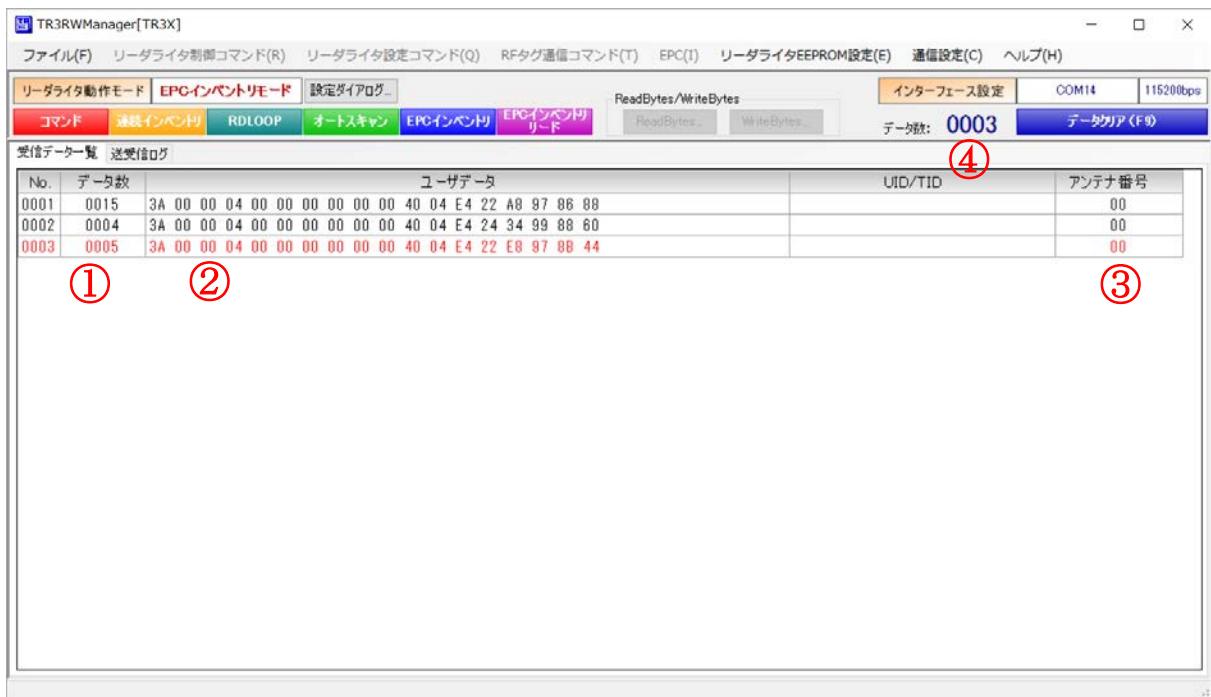 TR3RWManager[TR3X]
ファイル(F) リーダライタ制御コマンド(R) リーダライタ設定コマンド(Q) RFタグ通信コマンド(T) EPC(I) リーダライタEEPROM設定(E) 通信設定(C) ヘルプ(H)
リーダライタ動作モード EPCインベントリモード 設定ダイアログ... ReadBytes/WriteBytes インターフェース設定 COM14 115200bps
コマンド 連続インベントリ RDLOOP オートスキャン EPCインベントリ EPCインベントリ
リード ReadBytes... WriteBytes... データ数: 0003 データクリア(F9)
受信データ一覧 送受信ログ ④
No. データ数 ユーザデータ UID/TID アンテナ番号
0001 0015 3A 00 00 04 00 00 00 00 00 00 40 04 E4 22 A8 97 86 88 00
0002 0004 3A 00 00 04 00 00 00 00 00 00 40 04 E4 24 34 99 88 60 00
0003 0005 3A 00 00 04 00 00 00 00 00 00 40 04 E4 22 E8 97 8B 44 00
① ② ③